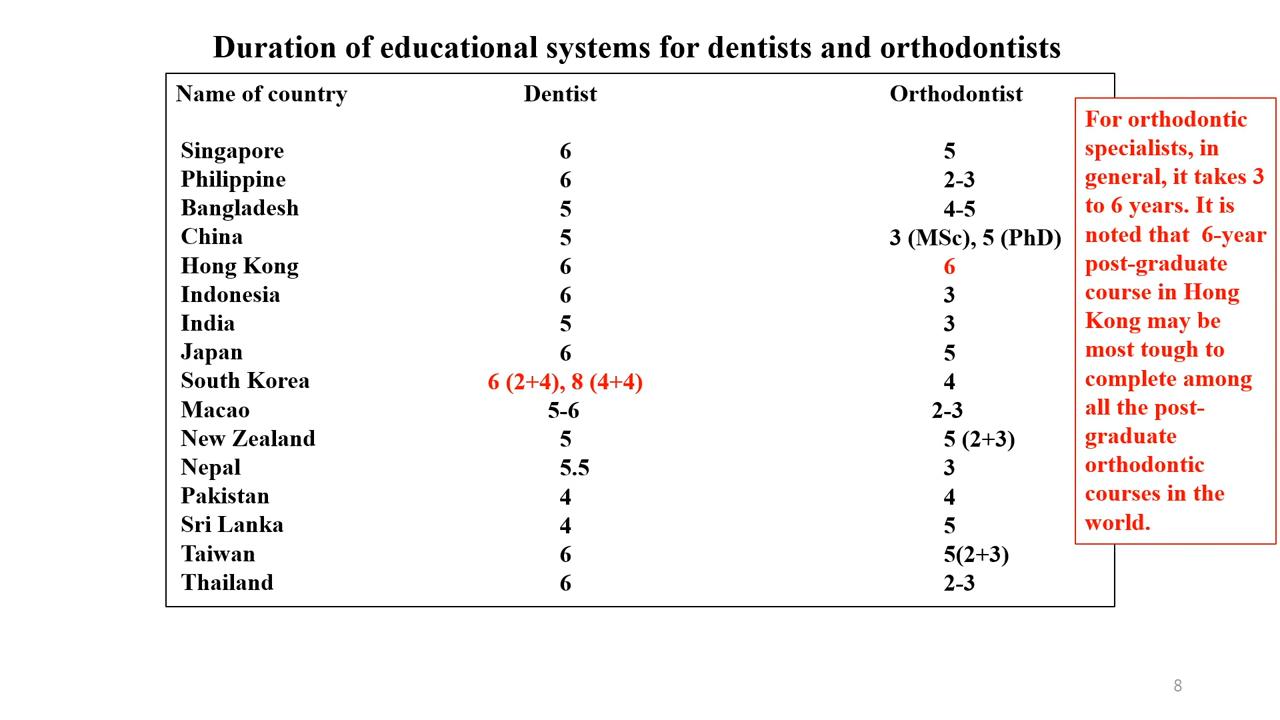 Duration of educational systems for dentists and orthodontists
Name of country Dentist Orthodontist
Singapore 6 5
Philippine 6 2-3
Bangladesh 5 4-5
China 5 3 (MSc), 5 (PhD)
Hong Kong 6 6
Indonesia 6 3
India 5 3
Japan 6 5
South Korea 6 (2+4), 8 (4+4) 4
Macao 5-6 2-3
New Zealand 5 5 (2+3)
Nepal 5.5 3
Pakistan 4 4
Sri Lanka 4 5
Taiwan 6 5(2+3)
Thailand 6 2-3
For orthodontic
specialists, in
general, it takes 3
to 6 years. It is
noted that 6-year
post-graduate
course in Hong
Kong may be
most tough to
complete among
all the post-
graduate
orthodontic
courses in the
world.
8